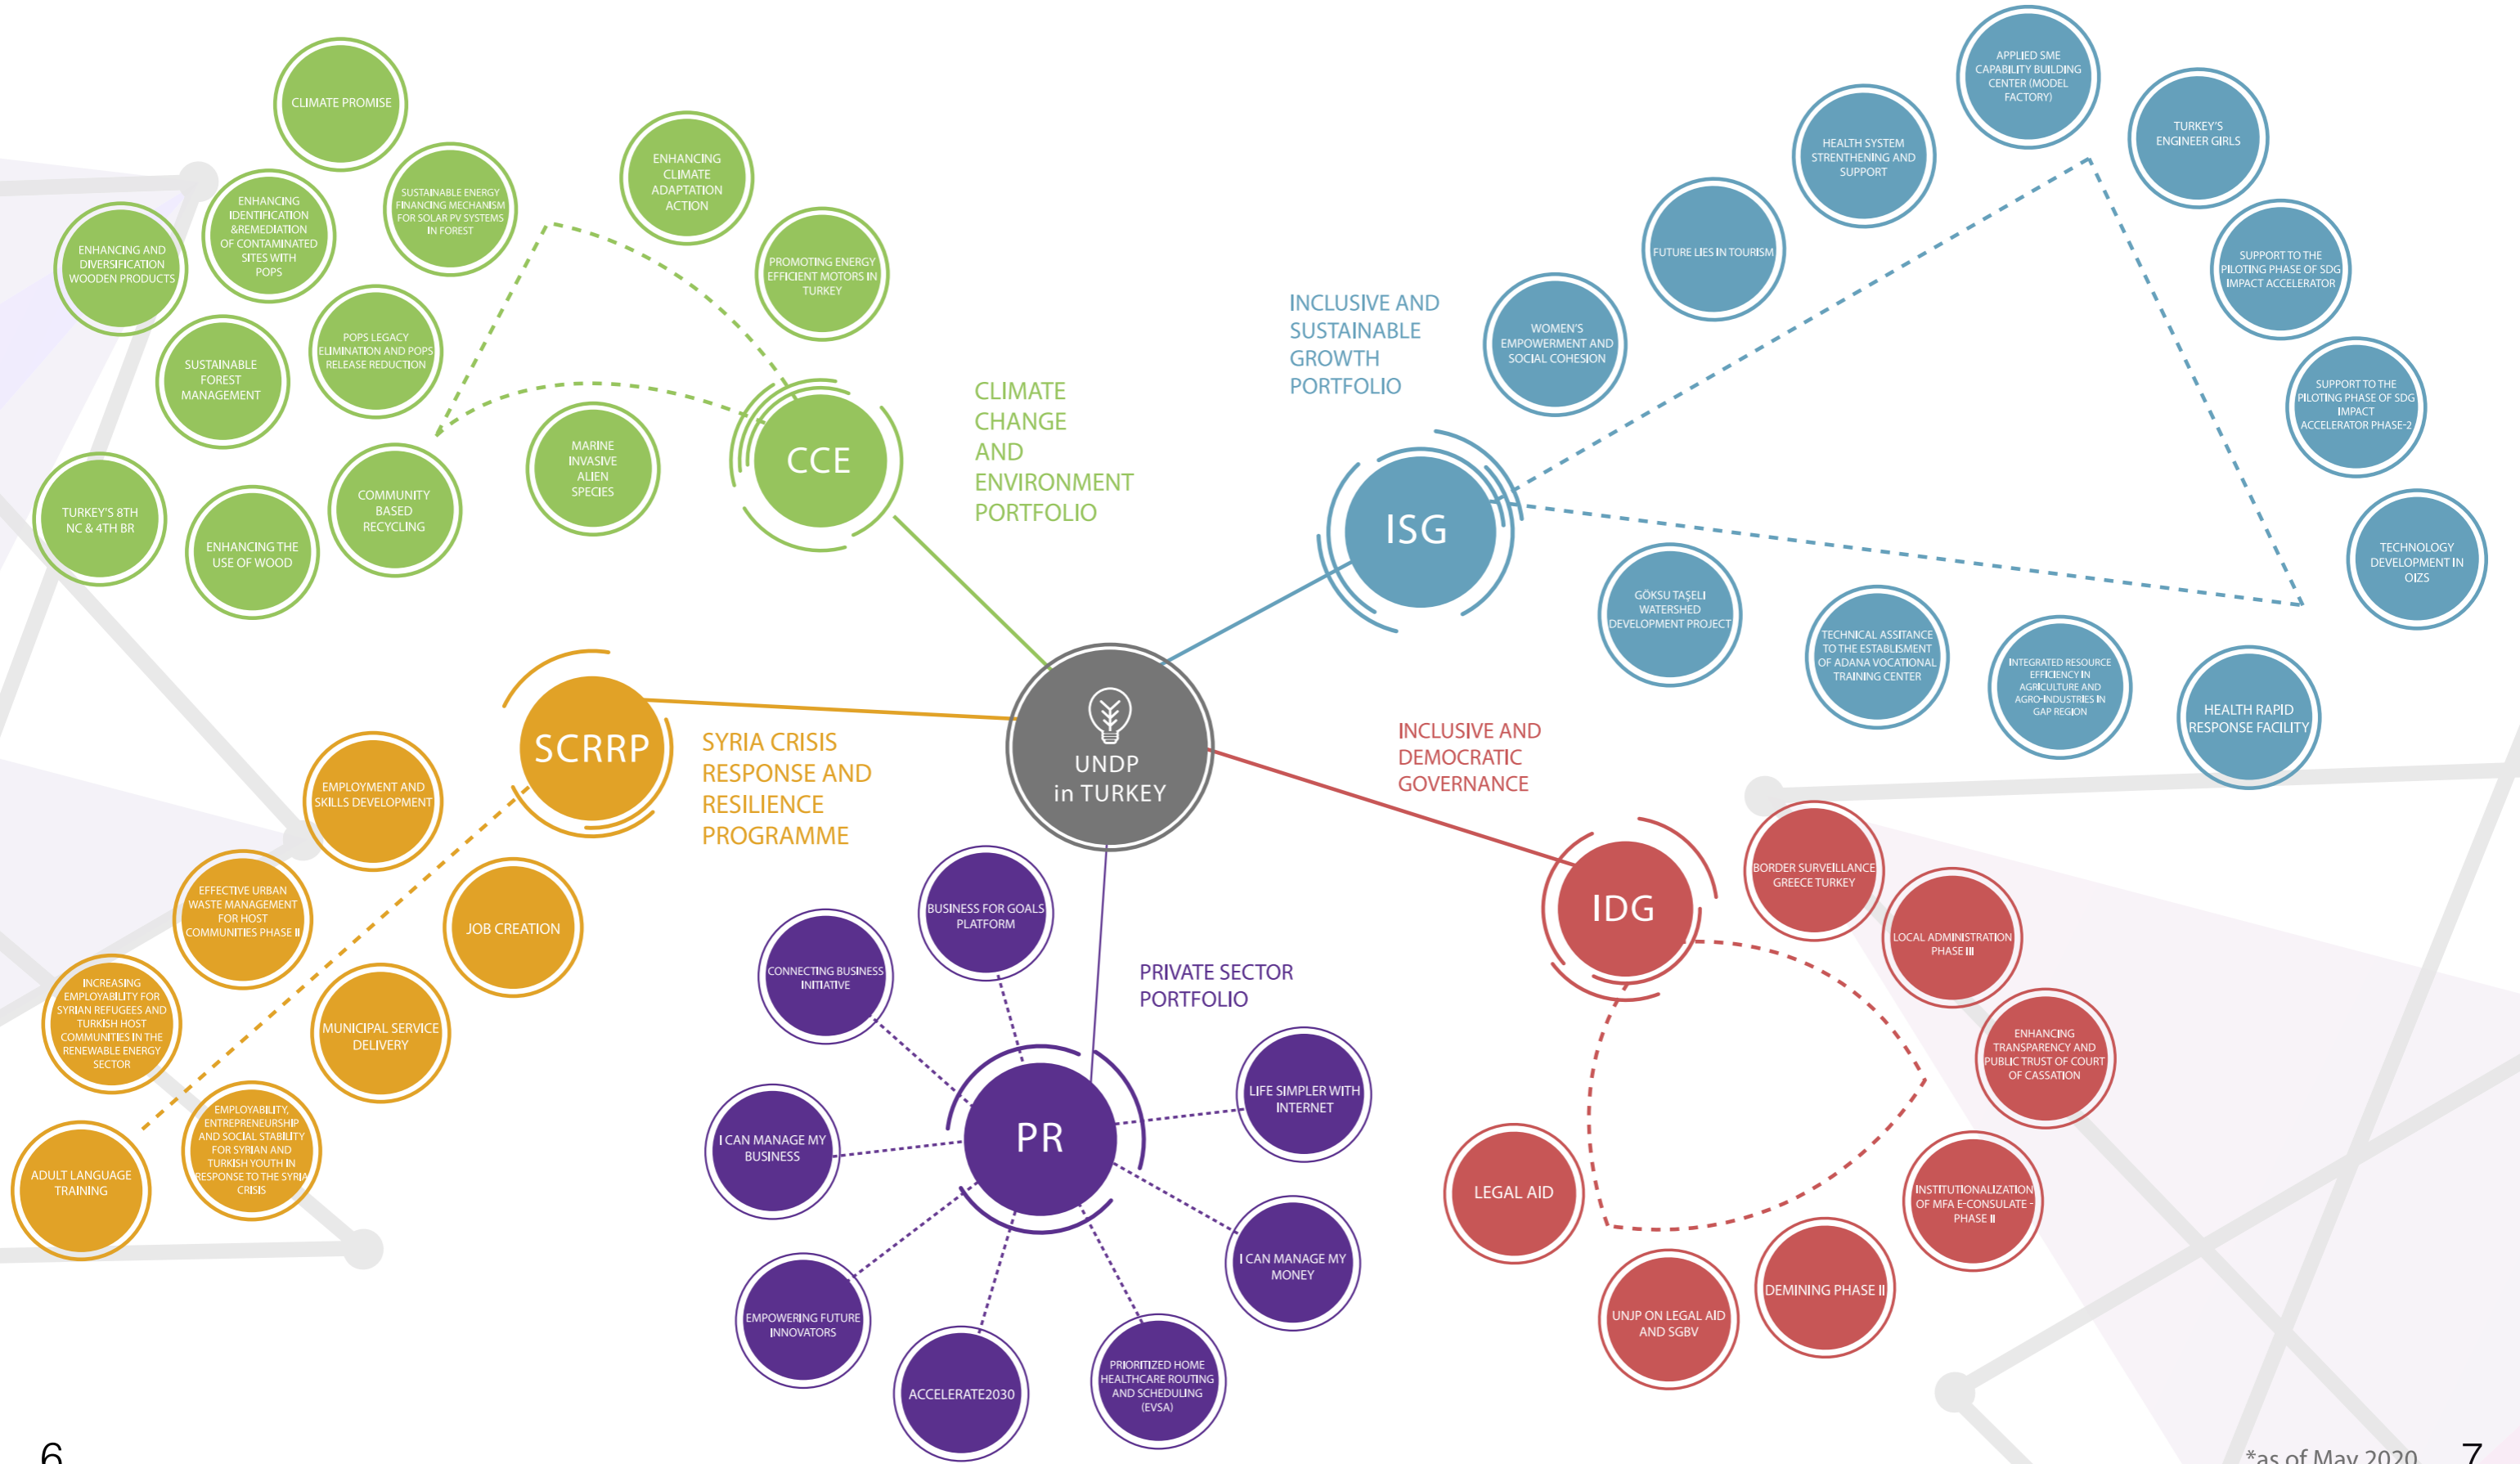 CLIMATE PROMISE
ENHANCING
CLIMATE
ADAPTATION
ACTION
SUSTAINABLE ENERGY
FINANCING MECHANISM
FOR SOLAR PV SYSTEMS
IN FOREST
ENHANCING
IDENTIFICATION
&REMEDIATION
OF CONTAMINATED
SITES WITH
POPS
ENHANCING AND
DIVERSIFICATION
WOODEN PRODUCTS
PROMOTING ENERGY
EFFICIENT MOTORS IN
TURKEY
POPS LEGACY
ELIMINATION AND POPS
RELEASE REDUCTION
SUSTAINABLE
FOREST
MANAGEMENT
MARINE
INVASIVE
ALIEN
SPECIES
COMMUNITY
BASED
RECYCLING
TURKEY'S 8TH
NC & 4TH BR
ENHANCING THE
USE OF WOOD
CCE
CLIMATE
CHANGE
AND
ENVIRONMENT
PORTFOLIO
APPLIED SME
CAPABILITY BUILDING
CENTER (MODEL
FACTORY)
TURKEY'S
ENGINEER GIRLS
HEALTH SYSTEM
STRENTHENING AND
SUPPORT
FUTURE LIES IN TOURISM
WOMEN'S
EMPOWERMENT AND
SOCIAL COHESION
SUPPORT TO THE
PILOTING PHASE OF SDG
IMPACT ACCELERATOR
SUPPORT TO THE
PILOTING PHASE OF SDG
IMPACT
ACCELERATOR PHASE-2
TECHNOLOGY
DEVELOPMENT IN
OIZS
INCLUSIVE AND
SUSTAINABLE
GROWTH
PORTFOLIO
ISG
GÖKSU TAŞELI
WATERSHED
DEVELOPMENT PROJECT
TECHNICAL ASSITANCE
TO THE ESTABLISMENT
OF ADANA VOCATIONAL
TRAINING CENTER
INTEGRATED RESOURCE
EFFICIENCY IN
AGRICULTURE AND
AGRO-INDUSTRIES IN
GAP REGION
HEALTH RAPID
RESPONSE FACILITY
UNDP
in TURKEY
SCRRP
SYRIA CRISIS
RESPONSE AND
RESILIENCE
PROGRAMME
EMPLOYMENT AND
SKILLS DEVELOPMENT
EFFECTIVE URBAN
WASTE MANAGEMENT
FOR HOST
COMMUNITIES PHASE II
JOB CREATION
INCREASING
EMPLOYABILITY FOR
SYRIAN REFUGEES AND
TURKISH HOST
COMMUNITIES IN THE
RENEWABLE ENERGY
SECTOR
MUNICIPAL SERVICE
DELIVERY
EMPLOYABILITY,
ENTREPRENEURSHIP
AND SOCIAL STABILITY
FOR SYRIAN AND
TURKISH YOUTH IN
RESPONSE TO THE SYRIA
CRISIS
ADULT LANGUAGE
TRAINING
BUSINESS FOR GOALS
PLATFORM
CONNECTING BUSINESS
INITIATIVE
PRIVATE SECTOR
PORTFOLIO
PR
I CAN MANAGE MY
BUSINESS
LIFE SIMPLER WITH
INTERNET
I CAN MANAGE MY
MONEY
EMPOWERING FUTURE
INNOVATORS
ACCELERATE2030
PRIORITIZED HOME
HEALTHCARE ROUTING
AND SCHEDULING
(EVSA)
INCLUSIVE AND
DEMOCRATIC
GOVERNANCE
IDG
BORDER SURVEILLANCE
GREECE TURKEY
LOCAL ADMINISTRATION
PHASE III
ENHANCING
TRANSPARENCY AND
PUBLIC TRUST OF COURT
OF CASSATION
INSTITUTIONALIZATION
OF MFA E-CONSULATE -
PHASE II
DEMINING PHASE II
UNJP ON LEGAL AID
AND SGBV
LEGAL AID
6
*as of May 2020
7